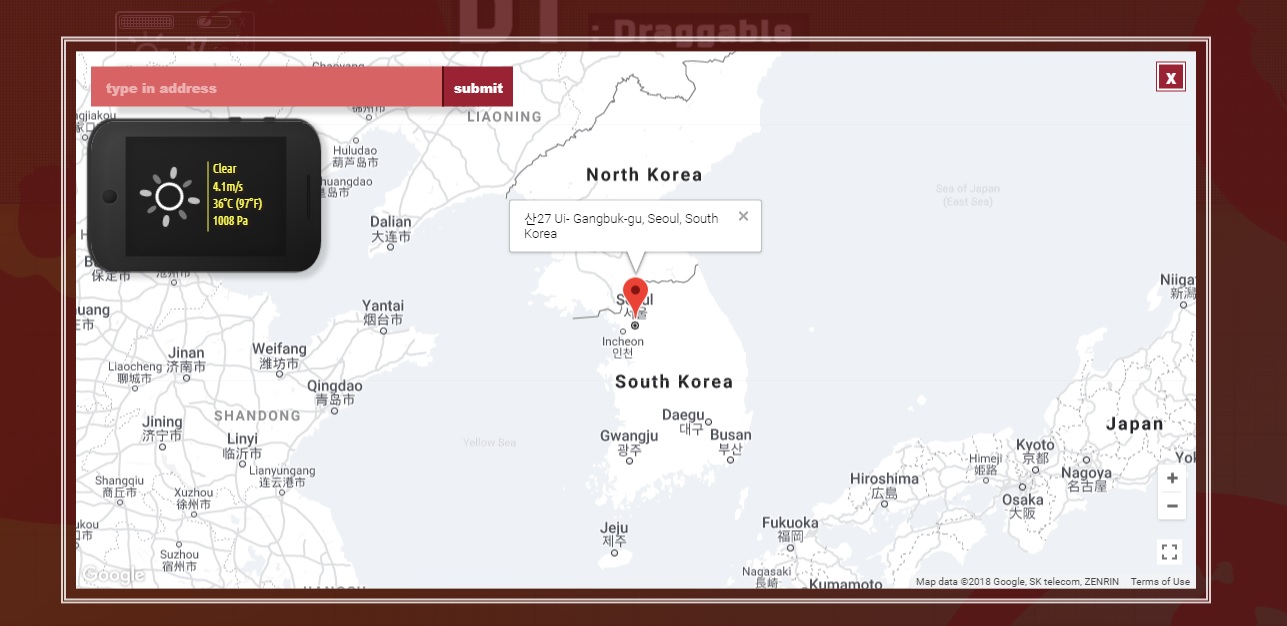 : Draggable
type in address
submit
x
LIAONING
Huludao
葫芦岛市
North Korea
Sea of Japan
(East Sea)
Clear
4.1m/s
36°C (97°F)
1008 Pa
Dalian
大连市
산27 Ui- Gangbuk-gu, Seoul, South
Korea
保定市
沧州市
Yantai
烟台市
Seoul
서울
Incheon
인천
Jinan
济南市
Weifang
潍坊市
Liaocheng
聊城市
Qingdao
青岛市
South Korea
SHANDONG
Jining
济宁市
Linyi
临沂市
Yellow Sea
Daegu
대구
Gwangju
광주
Busan
부산
Japan
Kyoto
京都
Himeji
姫路
Nagoya
名古屋
Osaka
大阪
Hiroshima
広島
Lianyungang
连云港市
Shangqiu
商丘市
Xuzhou
徐州市
Jeju
제주
Fukuoka
福岡
Suzhou
宿州市
Nagasaki
長崎
Kumamoto
Google
Map data ©2018 Google, SK telecom, ZENRIN
Terms of Use